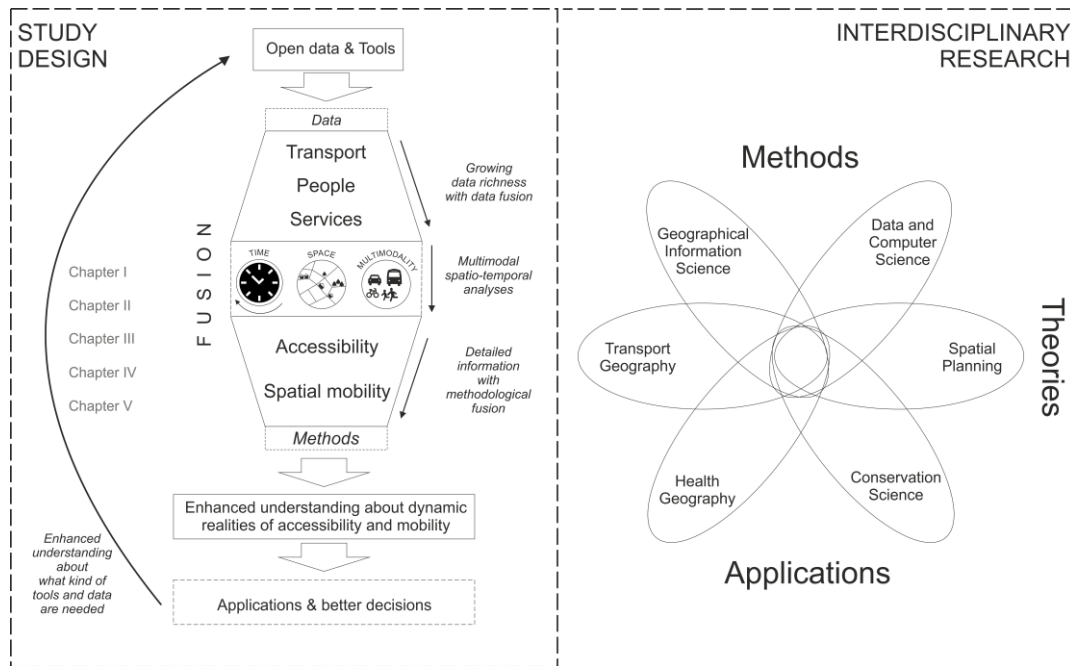 STUDY
DESIGN
Open data & Tools
Data
Transport
People
Services
Growing
data richness
with data fusion
FUSION
TIME
SPACE
MULTIMODALITY
Multimodal
spatio-temporal
analyses
Chapter I
Chapter II
Chapter III
Chapter IV
Chapter V
Accessibility
Spatial mobility
Detailed
information
with
methodological
fusion
Methods
Enhanced understanding about dynamic
realities of accessibility and mobility
Enhanced
understanding
about
what kind of
tools and data
are needed
Applications & better decisions
INTERDISCIPLINARY
RESEARCH
Methods
Geographical
Information
Science
Data and
Computer
Science
Transport
Geography
Spatial
Planning
Theories
Health
Geography
Conservation
Science
Applications